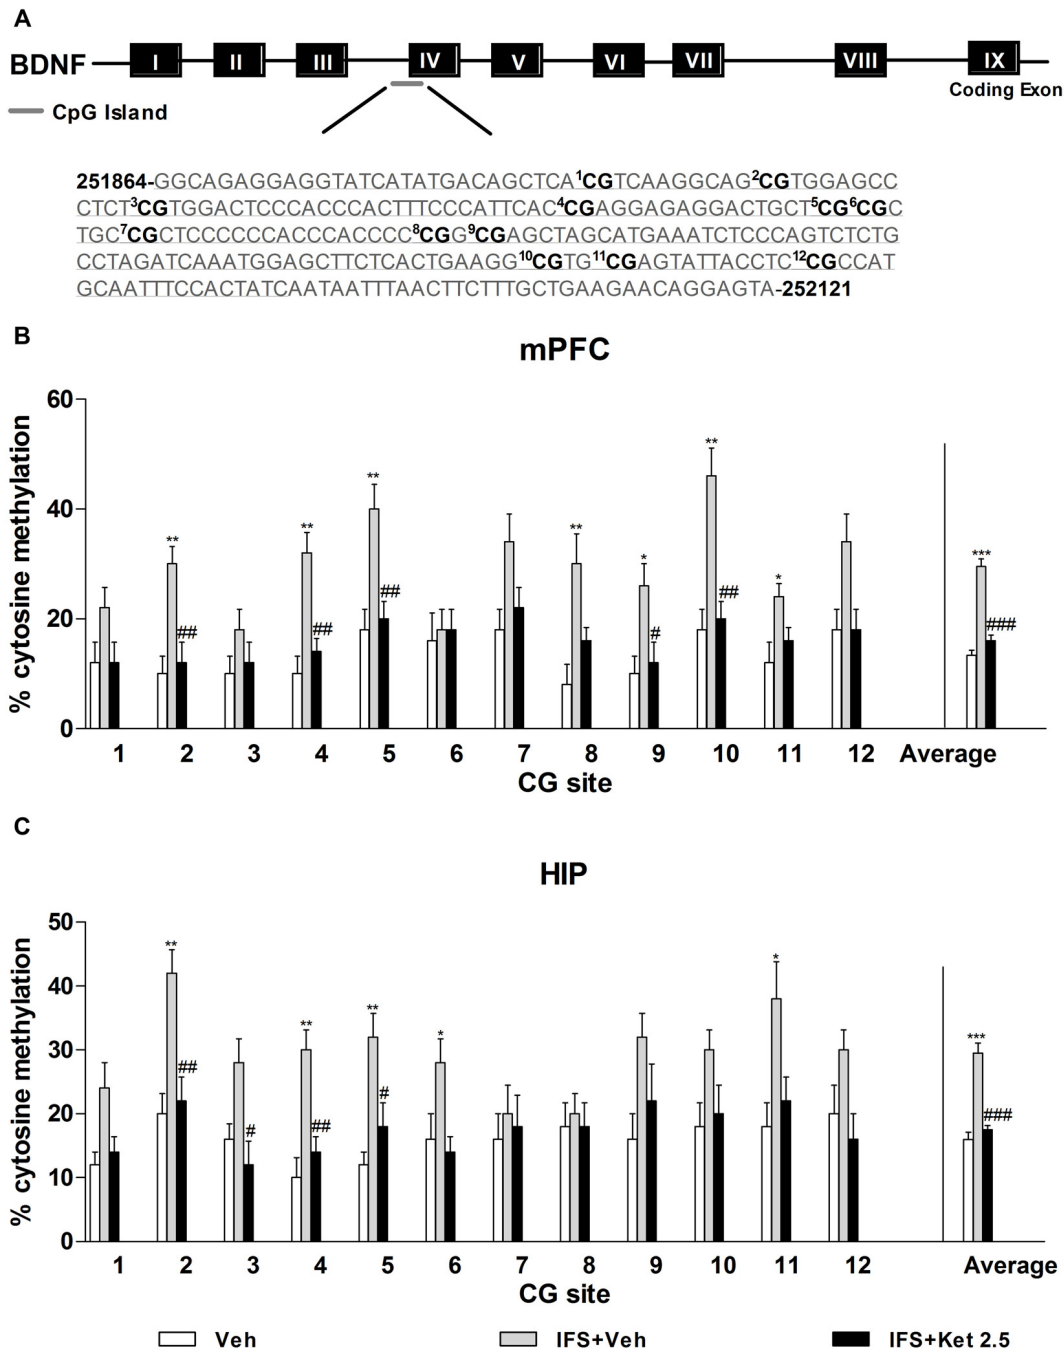 A
BDNF I II III IV V VI VII VIII IX
Coding Exon
CpG Island
251864-GGCAGAGGAGGTATCATATGACAGCTCA¹CGTCAAGGCAG²CGTGGAGCC
CTCT³CGTGGACTCCCACCCACTTTCCCATTCAC⁴CGAGGAGAGGACTGCT⁵CG⁶CGC
TGC⁷CGCTCCCCCCACCCACCCC⁸CGG⁹CGAGCTAGCATGAAATCTCCCAGTCTCTG
CCTAGATCAAATGGAGCTTCTCACTGAAGG¹⁰CGTG¹¹CGAGTATTACCTC¹²CGCCAT
GCAATTTCCACTATCAATAATTTAACTTCTTTGCTGAAGAACAGGAGTA-252121
B
mPFC
% cytosine methylation
60
40
20
0
** ## ** ## ** ## ** * # ** ## * *** ###
1 2 3 4 5 6 7 8 9 10 11 12 Average
CG site
C
HIP
% cytosine methylation
50
40
30
20
10
0
** ## # ** ## ** # * * *** ###
1 2 3 4 5 6 7 8 9 10 11 12 Average
CG site
Veh IFS+Veh IFS+Ket 2.5